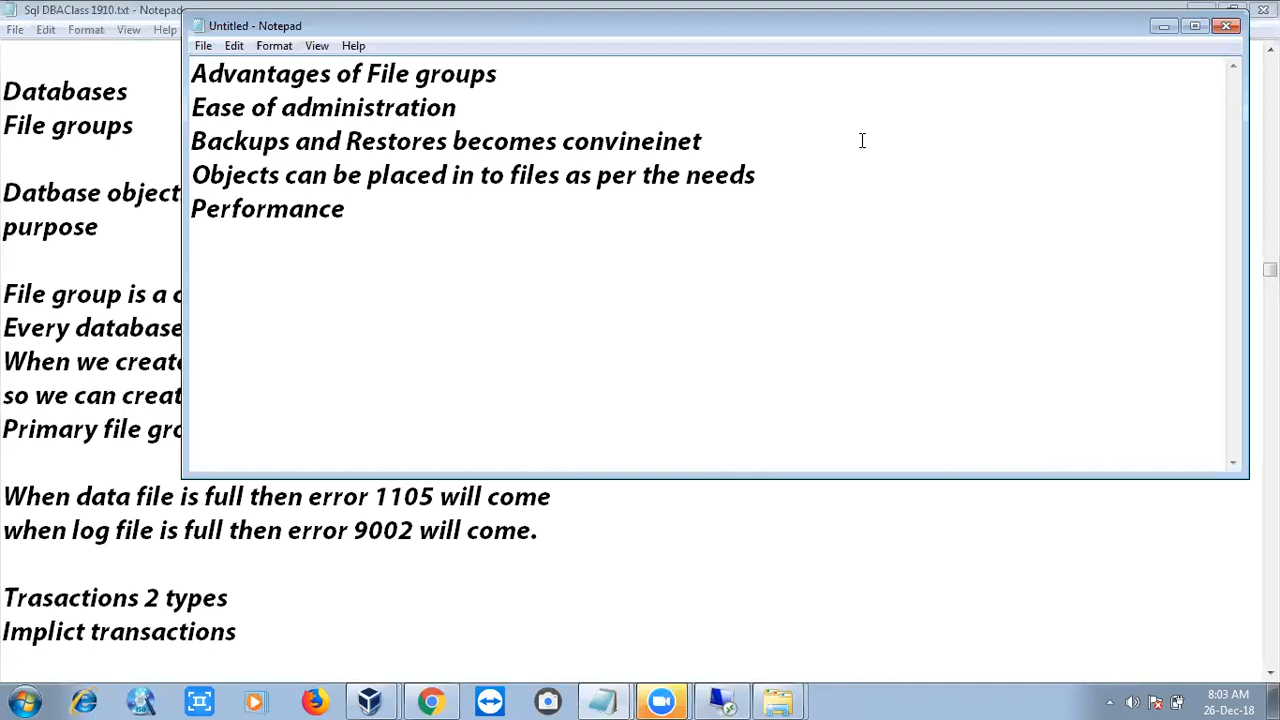 Sql DBAClass 1910.txt - Notepad
File Edit Format View Help
Databases
File groups
Datbase object
purpose
File group is a
Every database
When we create
so we can creat
Primary file gro
When data file is full then error 1105 will come
when log file is full then error 9002 will come.
Trasactions 2 types
Implict transactions
Untitled - Notepad
File Edit Format View Help
Advantages of File groups
Ease of administration
Backups and Restores becomes convineinet
Objects can be placed in to files as per the needs
Performance
8:03 AM
26-Dec-18